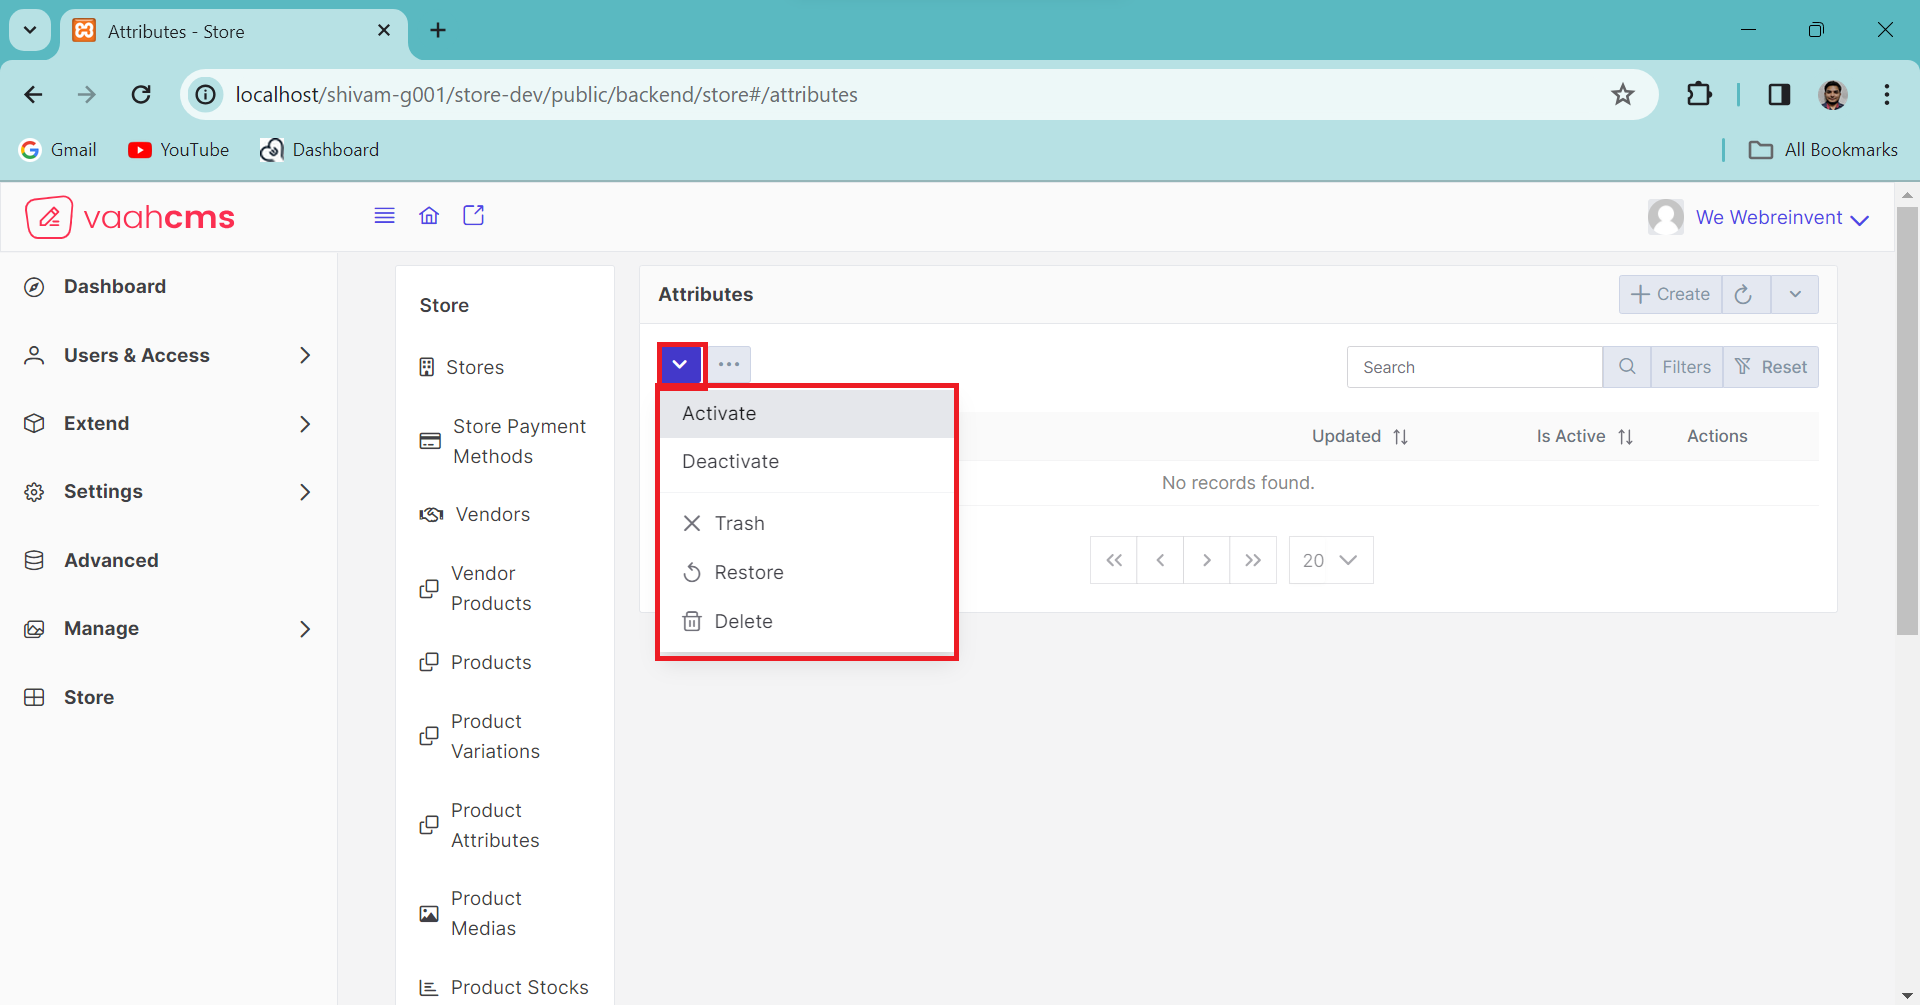 Attributes - Store
localhost/shivam-g001/store-dev/public/backend/store#/attributes
Gmail
YouTube
Dashboard
All Bookmarks
vaahcms
We Webreinvent
Dashboard
Users & Access
Extend
Settings
Advanced
Manage
Store
Store
Stores
Store Payment
Methods
Vendors
Vendor
Products
Products
Product
Variations
Product
Attributes
Product
Medias
Product Stocks
Attributes
Create
Search
Filters
Reset
Activate
Deactivate
Trash
Restore
Delete
Updated
Is Active
Actions
No records found.
20